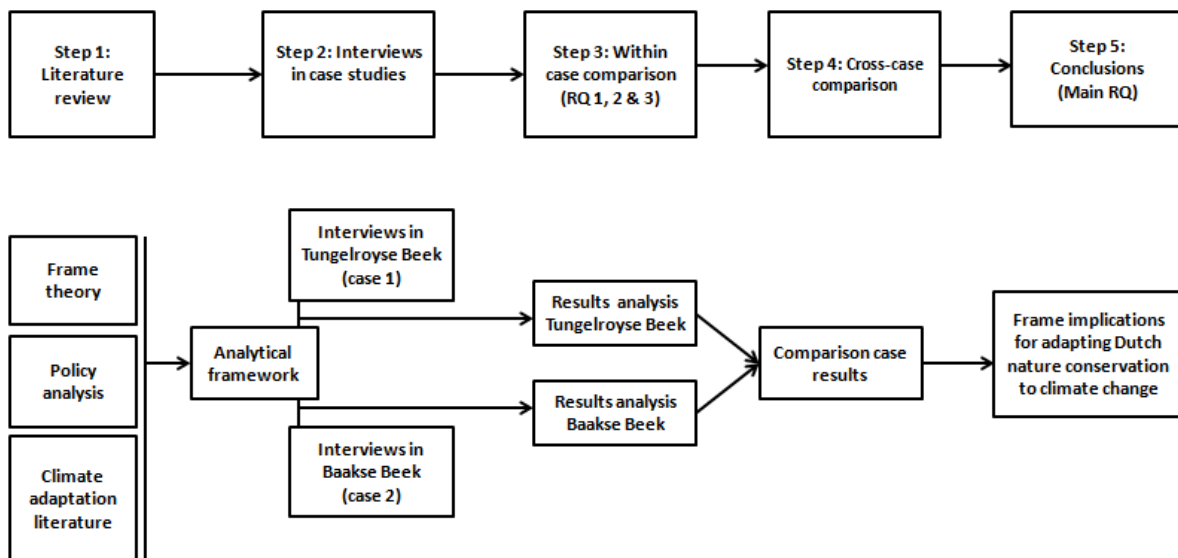 Step 1:
Literature
review
Step 2: Interviews
in case studies
Step 3: Within
case comparison
(RQ 1, 2 & 3)
Step 4: Cross-case
comparison
Step 5:
Conclusions
(Main RQ)
Frame
theory
Policy
analysis
Climate
adaptation
literature
Analytical
framework
Interviews in
Tungelroyse Beek
(case 1)
Interviews in
Baakse Beek
(case 2)
Results analysis
Tungelroyse Beek
Results analysis
Baakse Beek
Comparison case
results
Frame implications
for adapting Dutch
nature conservation
to climate change